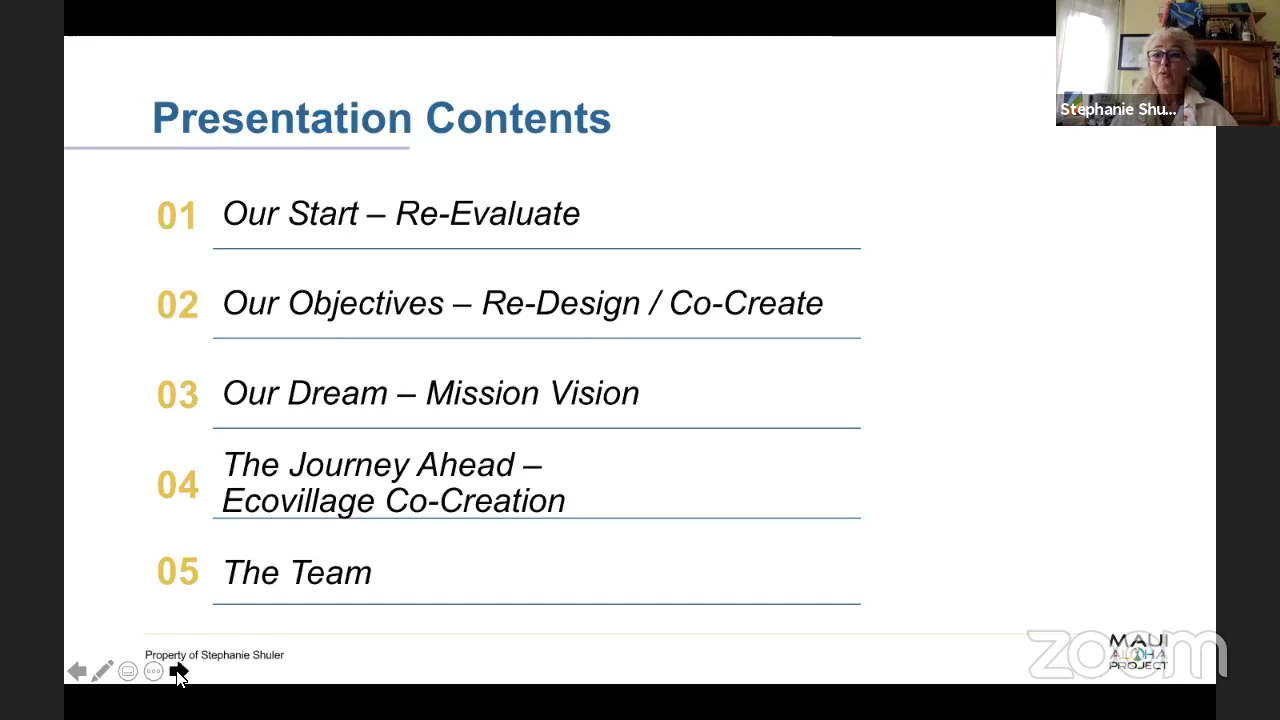 Presentation Contents
Stephanie Shu...
01 Our Start – Re-Evaluate
02 Our Objectives – Re-Design / Co-Create
03 Our Dream – Mission Vision
04 The Journey Ahead –
Ecovillage Co-Creation
05 The Team
Property of Stephanie Shuler
MAUI
ALOHA
PROJECT
zoom